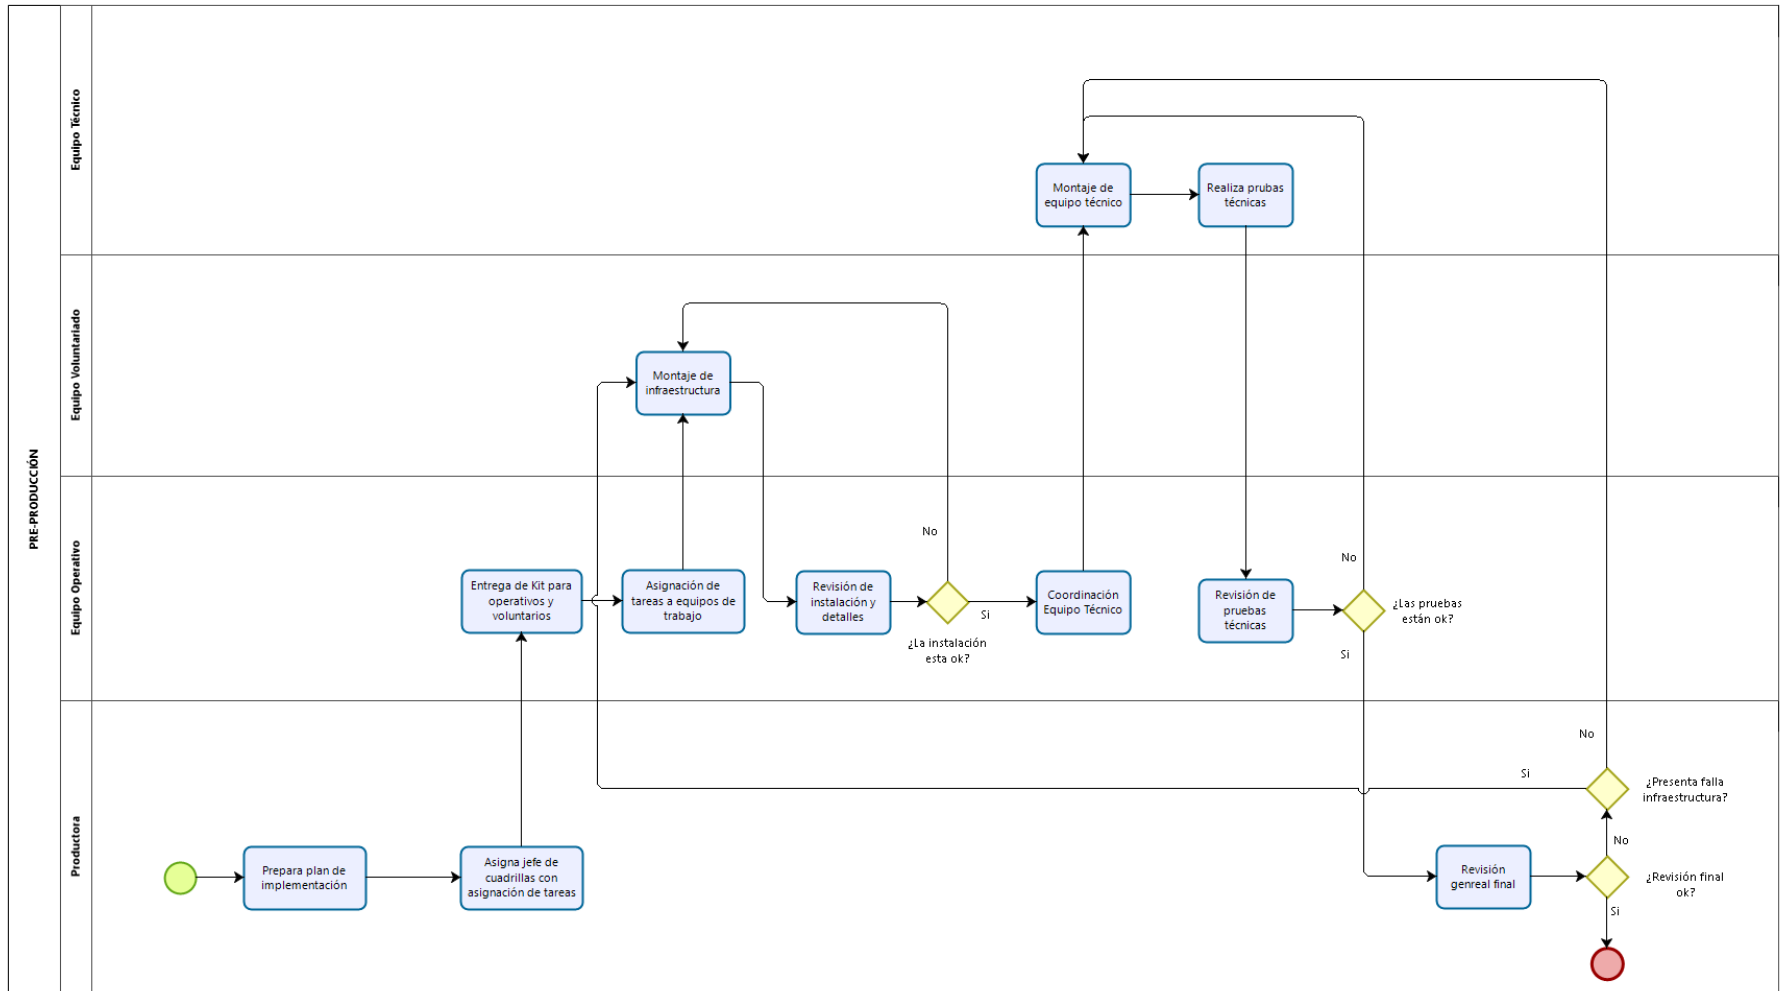 PRE-PRODUCCIÓN
Equipo Técnico
Montaje de
equipo técnico
Realiza prubas
técnicas
Equipo Voluntariado
Montaje de
infraestructura
Equipo Operativo
Entrega de Kit para
operativos y
voluntarios
Asignación de
tareas a equipos de
trabajo
Revisión de
instalación y
detalles
No
Si
¿La instalación
esta ok?
Coordinación
Equipo Técnico
Revisión de
pruebas
técnicas
No
¿Las pruebas
están ok?
Si
Productora
Prepara plan de
implementación
Asigna jefe de
cuadrillas con
asignación de tareas
Revisión
genreal final
No
Si
¿Presenta falla
infraestructura?
No
¿Revisión final
ok?
Si